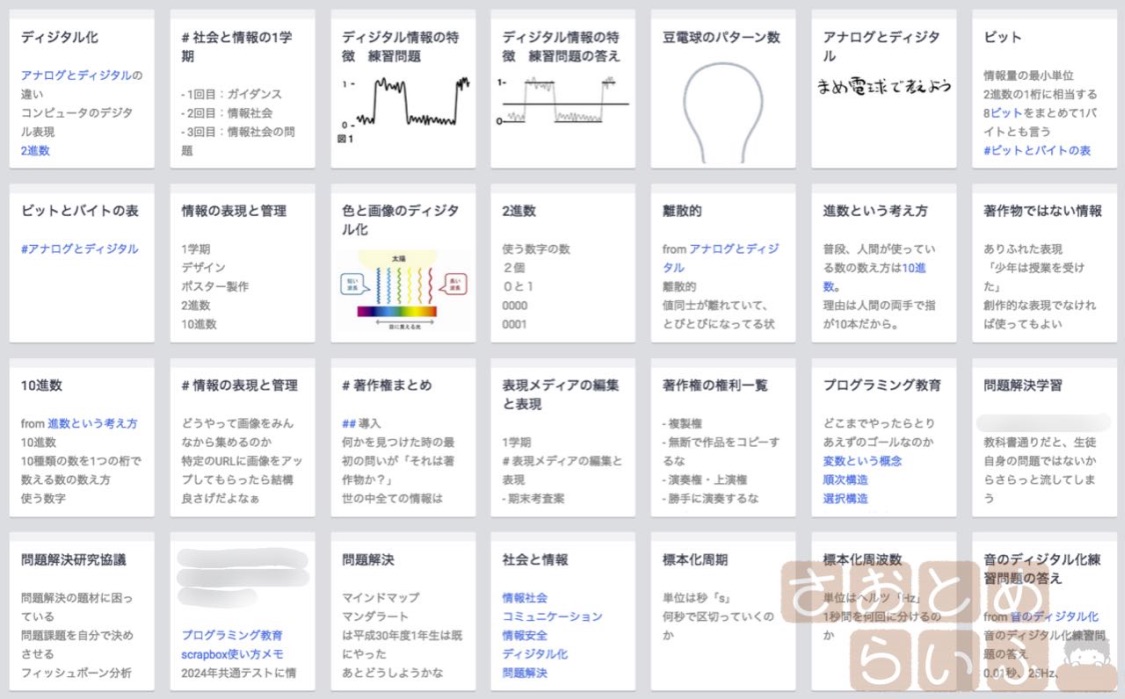 ディジタル化
アナログとディジタルの
違い
コンピュータのデジタ
ル表現
2進数
# 社会と情報の1学
期
- 1回目：ガイダンス
- 2回目：情報社会
- 3回目：情報社会の問
題
ディジタル情報の特
徴 練習問題
1 -
0 -
図1
ディジタル情報の特
徴 練習問題の答え
1-
0-
豆電球のパターン数
アナログとディジタ
ル
まめ電球で考えよう
ビット
情報量の最小単位
2進数の1桁に相当する
8ビットをまとめて1バ
イトとも言う
#ビットとバイトの表
ビットとバイトの表
#アナログとディジタル
情報の表現と管理
1学期
デザイン
ポスター製作
2進数
10進数
色と画像のディジタ
ル化
太陽
短い
波長
長い
波長
目に見える光
2進数
使う数字の数
２個
０と１
0000
0001
離散的
from アナログとディジ
タル
離散的
値同士が離れていて、
とびとびになってる状
進数という考え方
普段、人間が使ってい
る数の数え方は10進
数。
理由は人間の両手で指
が10本だから。
著作物ではない情報
ありふれた表現
「少年は授業を受け
た」
創作的な表現でなけれ
ば使ってもよい
10進数
from 進数という考え方
10進数
10種類の数を1つの桁で
数える数の数え方
使う数字
# 情報の表現と管理
どうやって画像をみん
なから集めるのか
特定のURLに画像をアッ
プしてもらったら結構
良さげだよなぁ
# 著作権まとめ
## 導入
何かを見つけた時の最
初の問いが「それは著
作物か？」
世の中全ての情報は
表現メディアの編集
と表現
1学期
# 表現メディアの編集と
表現
- 期末考査案
著作権の権利一覧
- 複製権
- 無断で作品をコピーす
るな
- 演奏権・上演権
- 勝手に演奏するな
プログラミング教育
どこまでやったらとり
あえずのゴールなのか
変数という概念
順次構造
選択構造
問題解決学習
教科書通りだと、生徒
自身の問題ではないか
らさらっと流してしま
う
問題解決研究協議
問題解決の題材に困っ
ている
問題課題を自分で決め
させる
フィッシュボーン分析
プログラミング教育
scrapbox使い方メモ
2024年共通テストに情
問題解決
マインドマップ
マンダラート
は平成30年度1年生は既
にやった
あとどうしようかな
社会と情報
情報社会
コミュニケーション
情報安全
ディジタル化
問題解決
標本化周期
単位は秒「s」
何秒で区切っていくの
か
標本化周波数
単位はヘルツ「Hz」
1秒間を何回に分けるの
か
音のディジタル化練
習問題の答え
from 音のディジタル化
音のディジタル化練習問
題の答え
0.01秒、25Hz、
さおとめ
らいふ